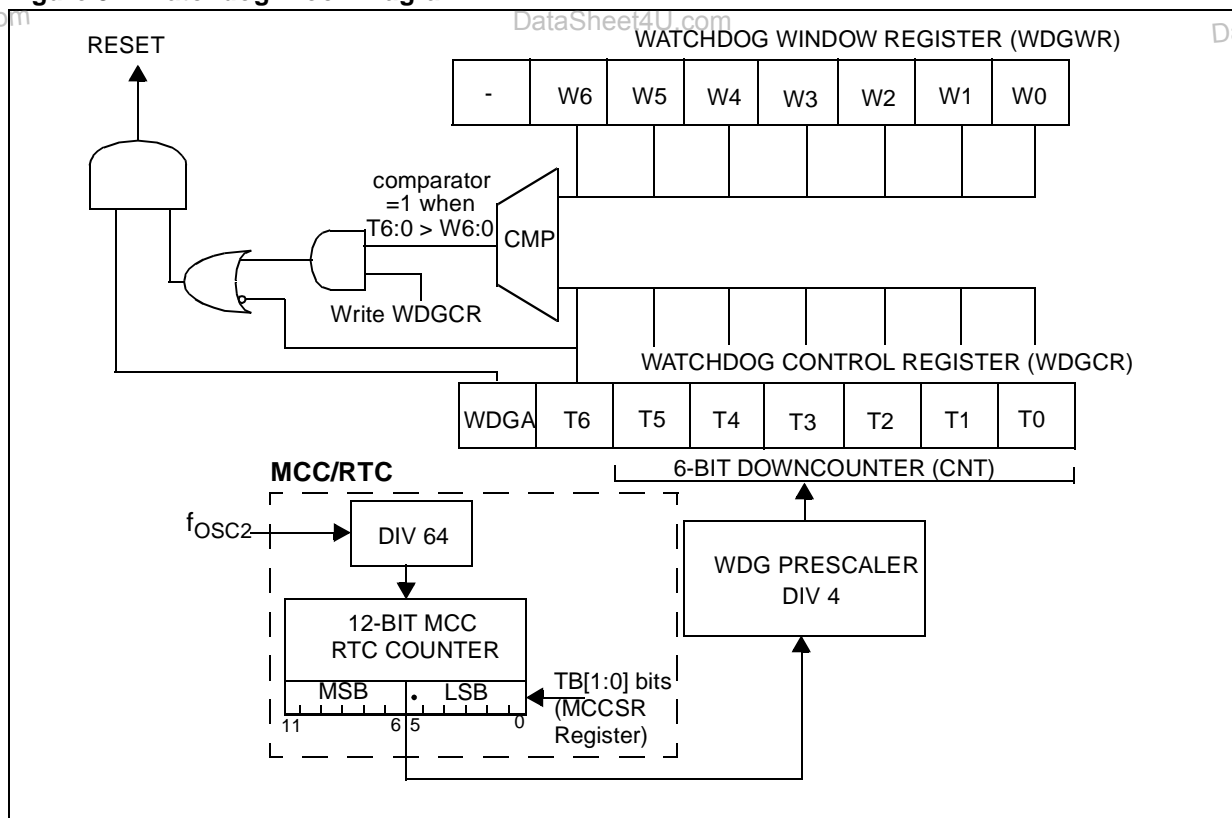 DataSheet4U.com
RESET
WATCHDOG WINDOW REGISTER (WDGWR)
- W6 W5 W4 W3 W2 W1 W0
comparator
=1 when
T6:0 > W6:0
CMP
Write WDGCR
WATCHDOG CONTROL REGISTER (WDGCR)
WDGA T6 T5 T4 T3 T2 T1 T0
6-BIT DOWNCOUNTER (CNT)
MCC/RTC
fOSC2
DIV 64
WDG PRESCALER
DIV 4
12-BIT MCC
RTC COUNTER
MSB LSB
11 6 5 0
TB[1:0] bits
(MCCSR
Register)